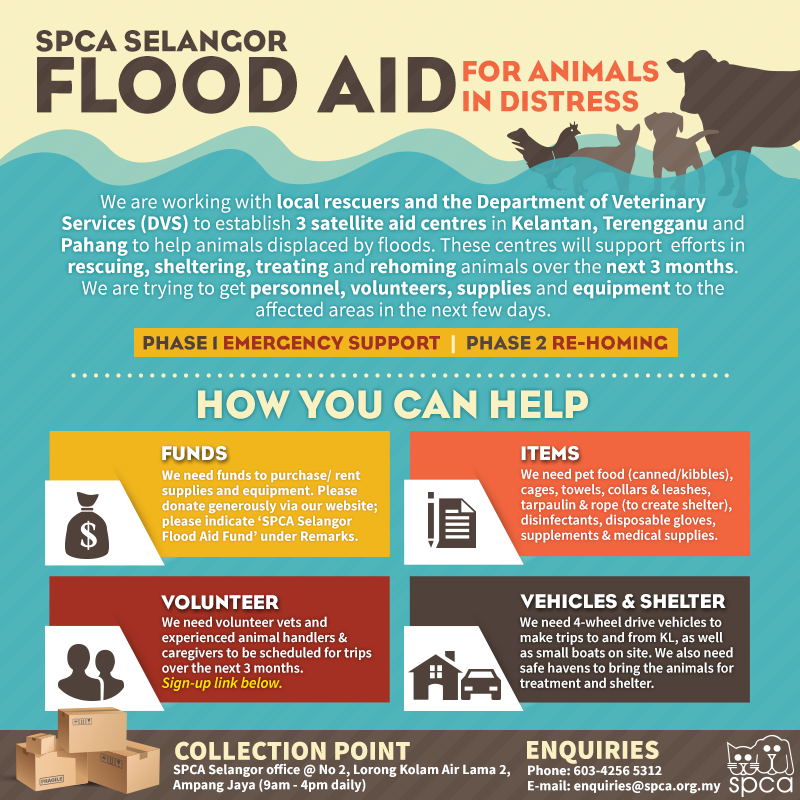 SPCA SELANGOR
FLOOD AID
FOR ANIMALS
IN DISTRESS
We are working with local rescuers and the Department of Veterinary
Services (DVS) to establish 3 satellite aid centres in Kelantan, Terengganu and
Pahang to help animals displaced by floods. These centres will support efforts in
rescuing, sheltering, treating and rehoming animals over the next 3 months.
We are trying to get personnel, volunteers, supplies and equipment to the
affected areas in the next few days.
PHASE 1 EMERGENCY SUPPORT | PHASE 2 RE-HOMING
HOW YOU CAN HELP
FUNDS
We need funds to purchase/ rent
supplies and equipment. Please
donate generously via our website;
please indicate ‘SPCA Selangor
Flood Aid Fund’ under Remarks.
$
ITEMS
We need pet food (canned/kibbles),
cages, towels, collars & leashes,
tarpaulin & rope (to create shelter),
disinfectants, disposable gloves,
supplements & medical supplies.
VOLUNTEER
We need volunteer vets and
experienced animal handlers &
caregivers to be scheduled for trips
over the next 3 months.
Sign-up link below.
VEHICLES & SHELTER
We need 4-wheel drive vehicles to
make trips to and from KL, as well
as small boats on site. We also need
safe havens to bring the animals for
treatment and shelter.
FRAGILE
COLLECTION POINT
SPCA Selangor office @ No 2, Lorong Kolam Air Lama 2,
Ampang Jaya (9am - 4pm daily)
ENQUIRIES
Phone: 603-4256 5312
E-mail: enquiries@spca.org.my
spca